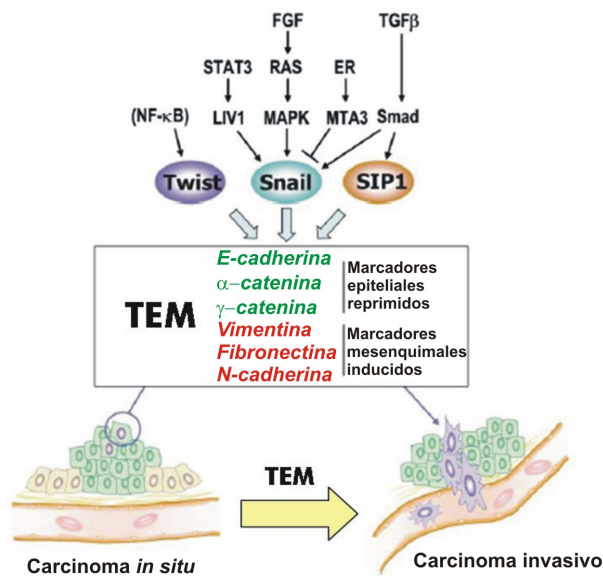 FGF TGFβ
STAT3 RAS ER
(NF-κB) LIV1 MAPK MTA3 Smad
Twist Snail SIP1
TEM
E-cadherina
α-catenina
γ-catenina
Marcadores
epiteliales
reprimidos
Vimentina
Fibronectina
N-cadherina
Marcadores
mesenquimales
inducidos
TEM
Carcinoma in situ
Carcinoma invasivo